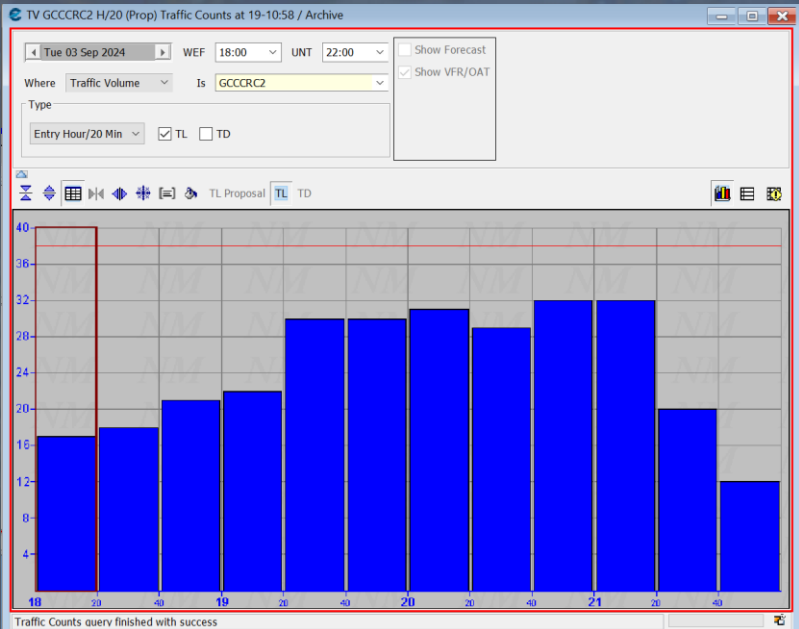 TV GCCCRC2 H/20 (Prop) Traffic Counts at 19-10:58 / Archive
Tue 03 Sep 2024 WEF 18:00 UNT 22:00 Show Forecast
Show VFR/OAT
Where Traffic Volume Is GCCCRC2
Type
Entry Hour/20 Min TL TD
TL Proposal TL TD
40
36
32
28
24
20
16
12
8
4
18 20 40 19 20 40 20 20 40 21 20 40
NM
Traffic Counts query finished with success